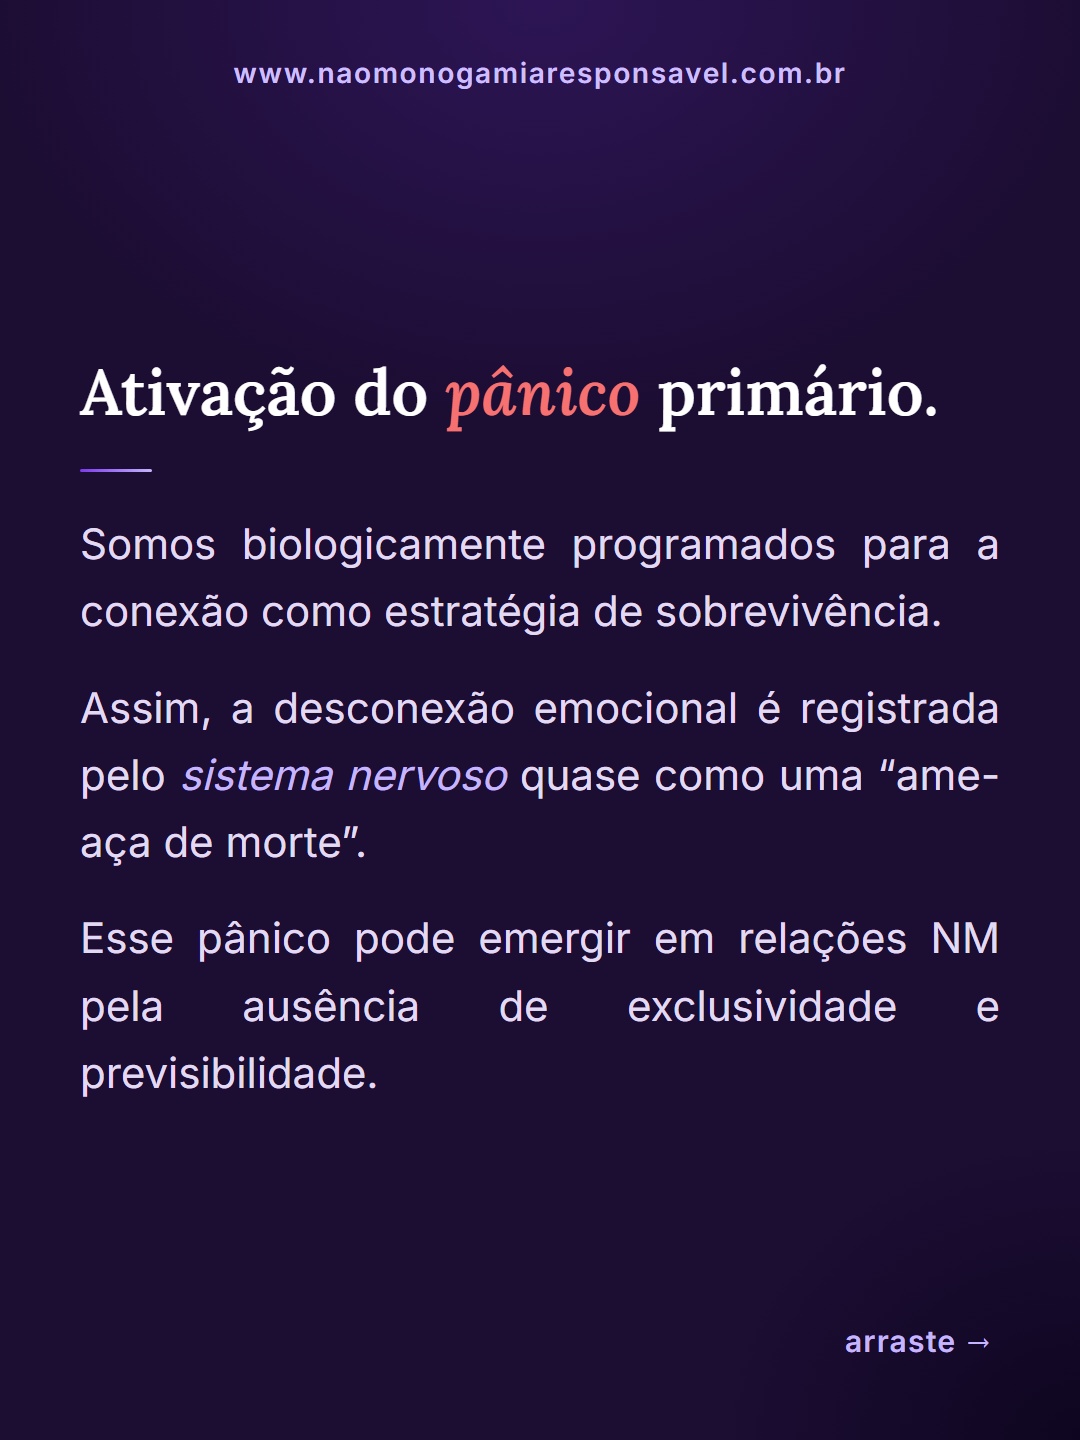 www.naomonogamiaresponsavel.com.br
Ativação do pânico primário.
Somos biologicamente programados para a
conexão como estratégia de sobrevivência.
Assim, a desconexão emocional é registrada
pelo sistema nervoso quase como uma “ame-
aça de morte”.
Esse pânico pode emergir em relações NM
pela ausência de exclusividade e
previsibilidade.
arraste →